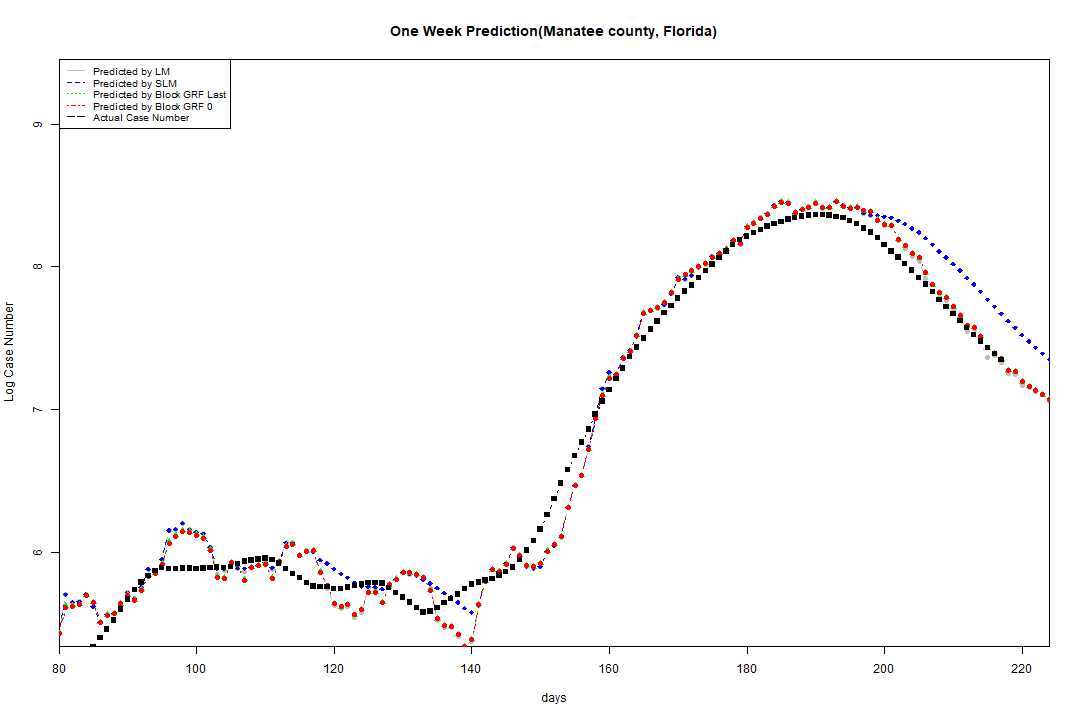 One Week Prediction(Manatee county, Florida)
Predicted by LM
Predicted by SLM
Predicted by Block GRF Last
Predicted by Block GRF 0
Actual Case Number
9
8
7
6
Log Case Number
80 100 120 140 160 180 200 220
days